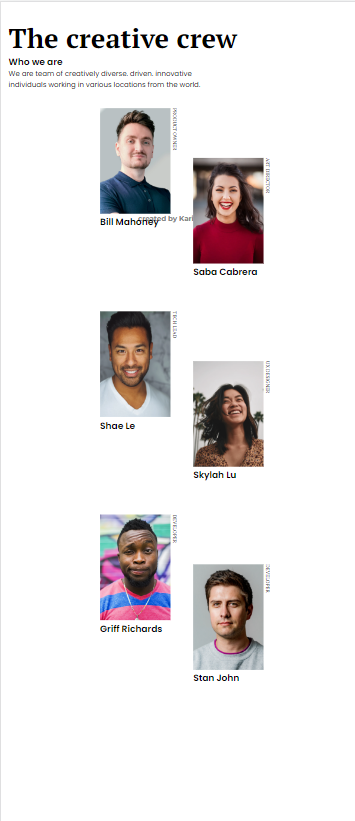 The creative crew
Who we are
We are team of creatively diverse. driven. innovative
individuals working in various locations from the world.
PRODUCT OWNER
Bill Mahoney
created by Kari
ART DIRECTOR
Saba Cabrera
TECH LEAD
Shae Le
UX DESIGNER
Skylah Lu
DEVELOPER
Griff Richards
DEVELOPER
Stan John